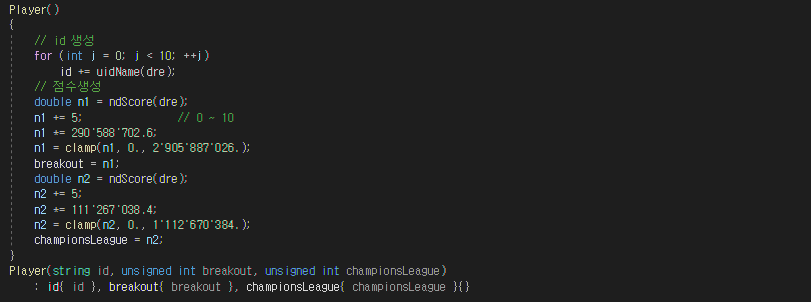 Player()
{
// id 생성
for (int j = 0; j < 10; ++j)
id += uidName(dre);
// 점수생성
double n1 = ndScore(dre);
n1 += 5; // 0 ~ 10
n1 *= 290'588'702.6;
n1 = clamp(n1, 0., 2'905'887'026.);
breakout = n1;
double n2 = ndScore(dre);
n2 += 5;
n2 *= 111'267'038.4;
n2 = clamp(n2, 0., 1'112'670'384.);
championsLeague = n2;
}
Player(string id, unsigned int breakout, unsigned int championsLeague)
: id{ id }, breakout{ breakout }, championsLeague{ championsLeague }{}